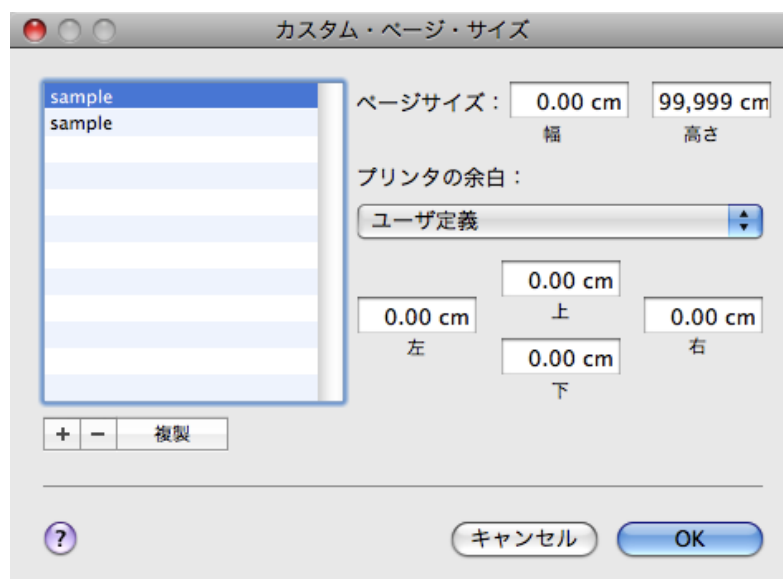 カスタム・ページ・サイズ
sample
sample
ページサイズ：
0.00 cm
99,999 cm
幅
高さ
プリンタの余白：
ユーザ定義
0.00 cm
上
0.00 cm
左
0.00 cm
右
0.00 cm
下
+
−
複製
?
キャンセル
OK